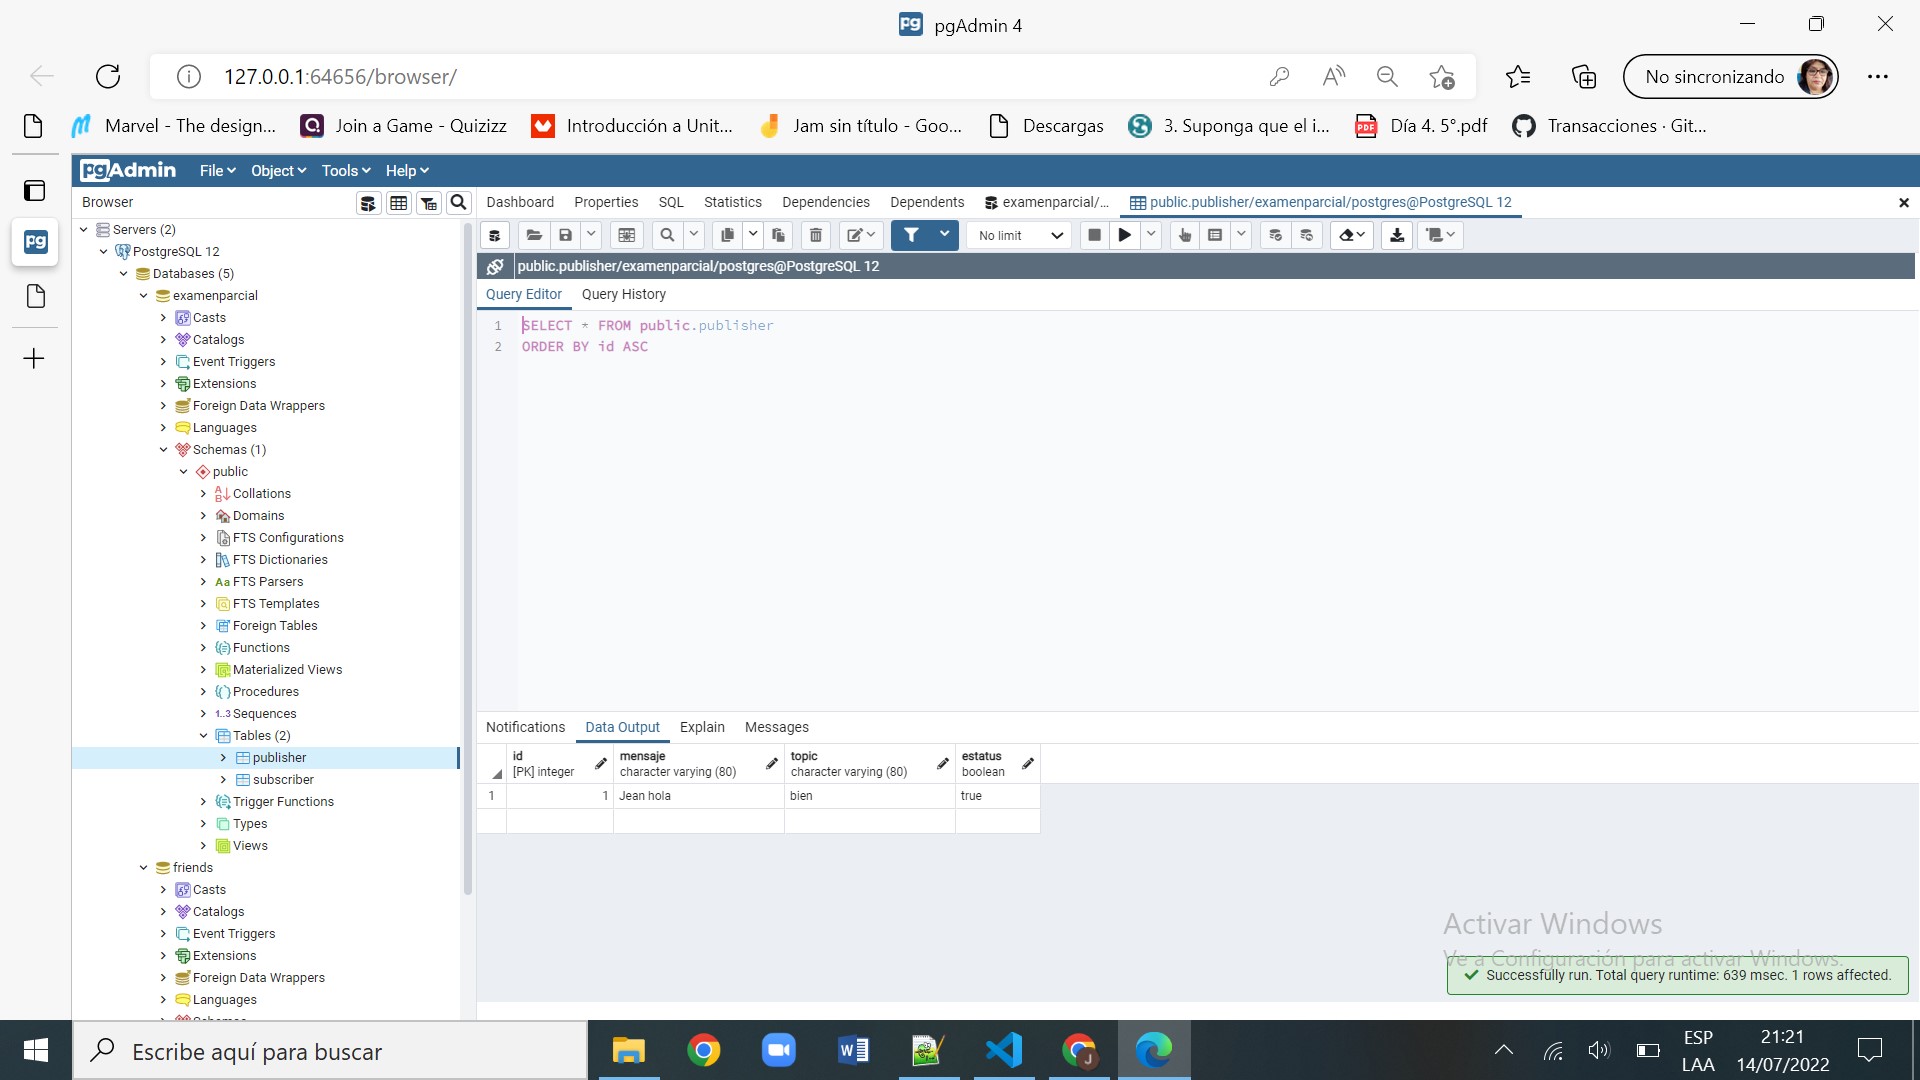 pgAdmin 4
127.0.0.1:64656/browser/
No sincronizando
Marvel - The design...
Join a Game - Quizizz
Introducción a Unit...
Jam sin título - Goo...
Descargas
3. Suponga que el i...
Día 4. 5°.pdf
Transacciones · Git...
pgAdmin File Object Tools Help
Browser
Dashboard Properties SQL Statistics Dependencies Dependents examenparcial/... public.publisher/examenparcial/postgres@PostgreSQL 12
No limit
public.publisher/examenparcial/postgres@PostgreSQL 12
Query Editor Query History
1 SELECT * FROM public.publisher
2 ORDER BY id ASC
Servers (2)
PostgreSQL 12
Databases (5)
examenparcial
Casts
Catalogs
Event Triggers
Extensions
Foreign Data Wrappers
Languages
Schemas (1)
public
Collations
Domains
FTS Configurations
FTS Dictionaries
FTS Parsers
FTS Templates
Foreign Tables
Functions
Materialized Views
Procedures
1..3 Sequences
Tables (2)
publisher
subscriber
Trigger Functions
Types
Views
friends
Casts
Catalogs
Event Triggers
Extensions
Foreign Data Wrappers
Languages
Notifications Data Output Explain Messages
id mensaje topic estatus
[PK] integer character varying (80) character varying (80) boolean
1 1 Jean hola bien true
Activar Windows
Ve a Configuración para activar Windows.
Successfully run. Total query runtime: 639 msec. 1 rows affected.
Escribe aquí para buscar
ESP
LAA
21:21
14/07/2022